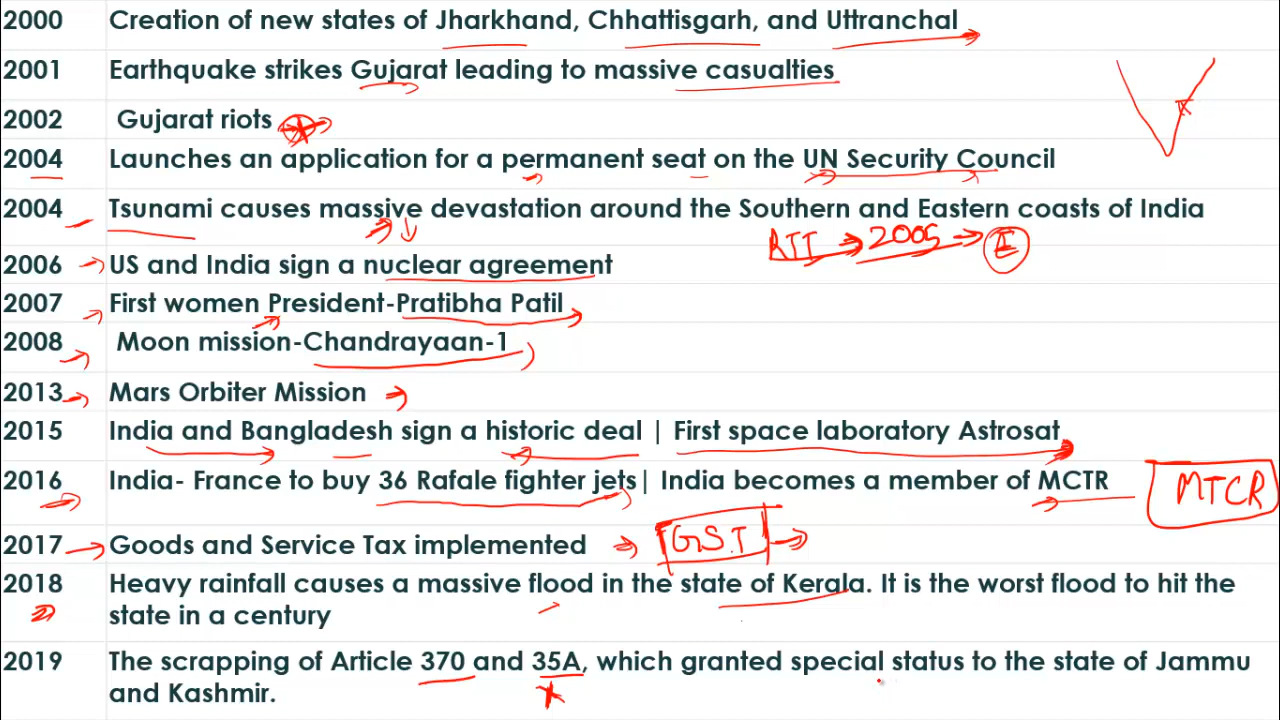 2000 Creation of new states of Jharkhand, Chhattisgarh, and Uttranchal
2001 Earthquake strikes Gujarat leading to massive casualties
2002 Gujarat riots
2004 Launches an application for a permanent seat on the UN Security Council
2004 Tsunami causes massive devastation around the Southern and Eastern coasts of India
RTI → 2005 → I
2006 US and India sign a nuclear agreement
2007 First women President-Pratibha Patil
2008 Moon mission-Chandrayaan-1
2013 Mars Orbiter Mission
2015 India and Bangladesh sign a historic deal | First space laboratory Astrosat
2016 India- France to buy 36 Rafale fighter jets| India becomes a member of MCTR MTCR
2017 Goods and Service Tax implemented G.S.T
2018 Heavy rainfall causes a massive flood in the state of Kerala. It is the worst flood to hit the
state in a century
2019 The scrapping of Article 370 and 35A, which granted special status to the state of Jammu
and Kashmir.